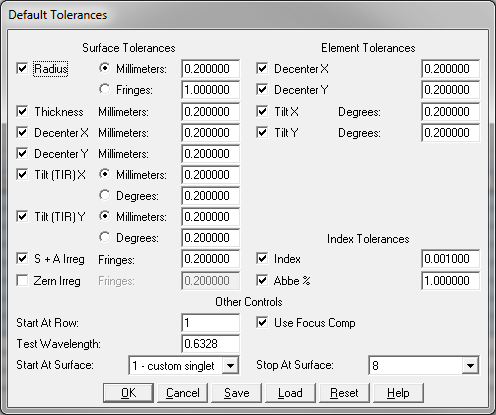 Default Tolerances
Surface Tolerances
Element Tolerances
Radius Millimeters: 0.200000
Fringes: 1.000000
Thickness Millimeters: 0.200000
Decenter X Millimeters: 0.200000
Decenter Y Millimeters: 0.200000
Tilt (TIR) X Millimeters: 0.200000
Degrees: 0.200000
Tilt (TIR) Y Millimeters: 0.200000
Degrees: 0.200000
S + A Irreg Fringes: 0.200000
Zern Irreg Fringes: 0.200000
Decenter X 0.200000
Decenter Y 0.200000
Tilt X Degrees: 0.200000
Tilt Y Degrees: 0.200000
Index Tolerances
Index 0.001000
Abbe % 1.000000
Other Controls
Start At Row: 1
Use Focus Comp
Test Wavelength: 0.6328
Start At Surface: 1 - custom singlet
Stop At Surface: 8
OK Cancel Save Load Reset Help